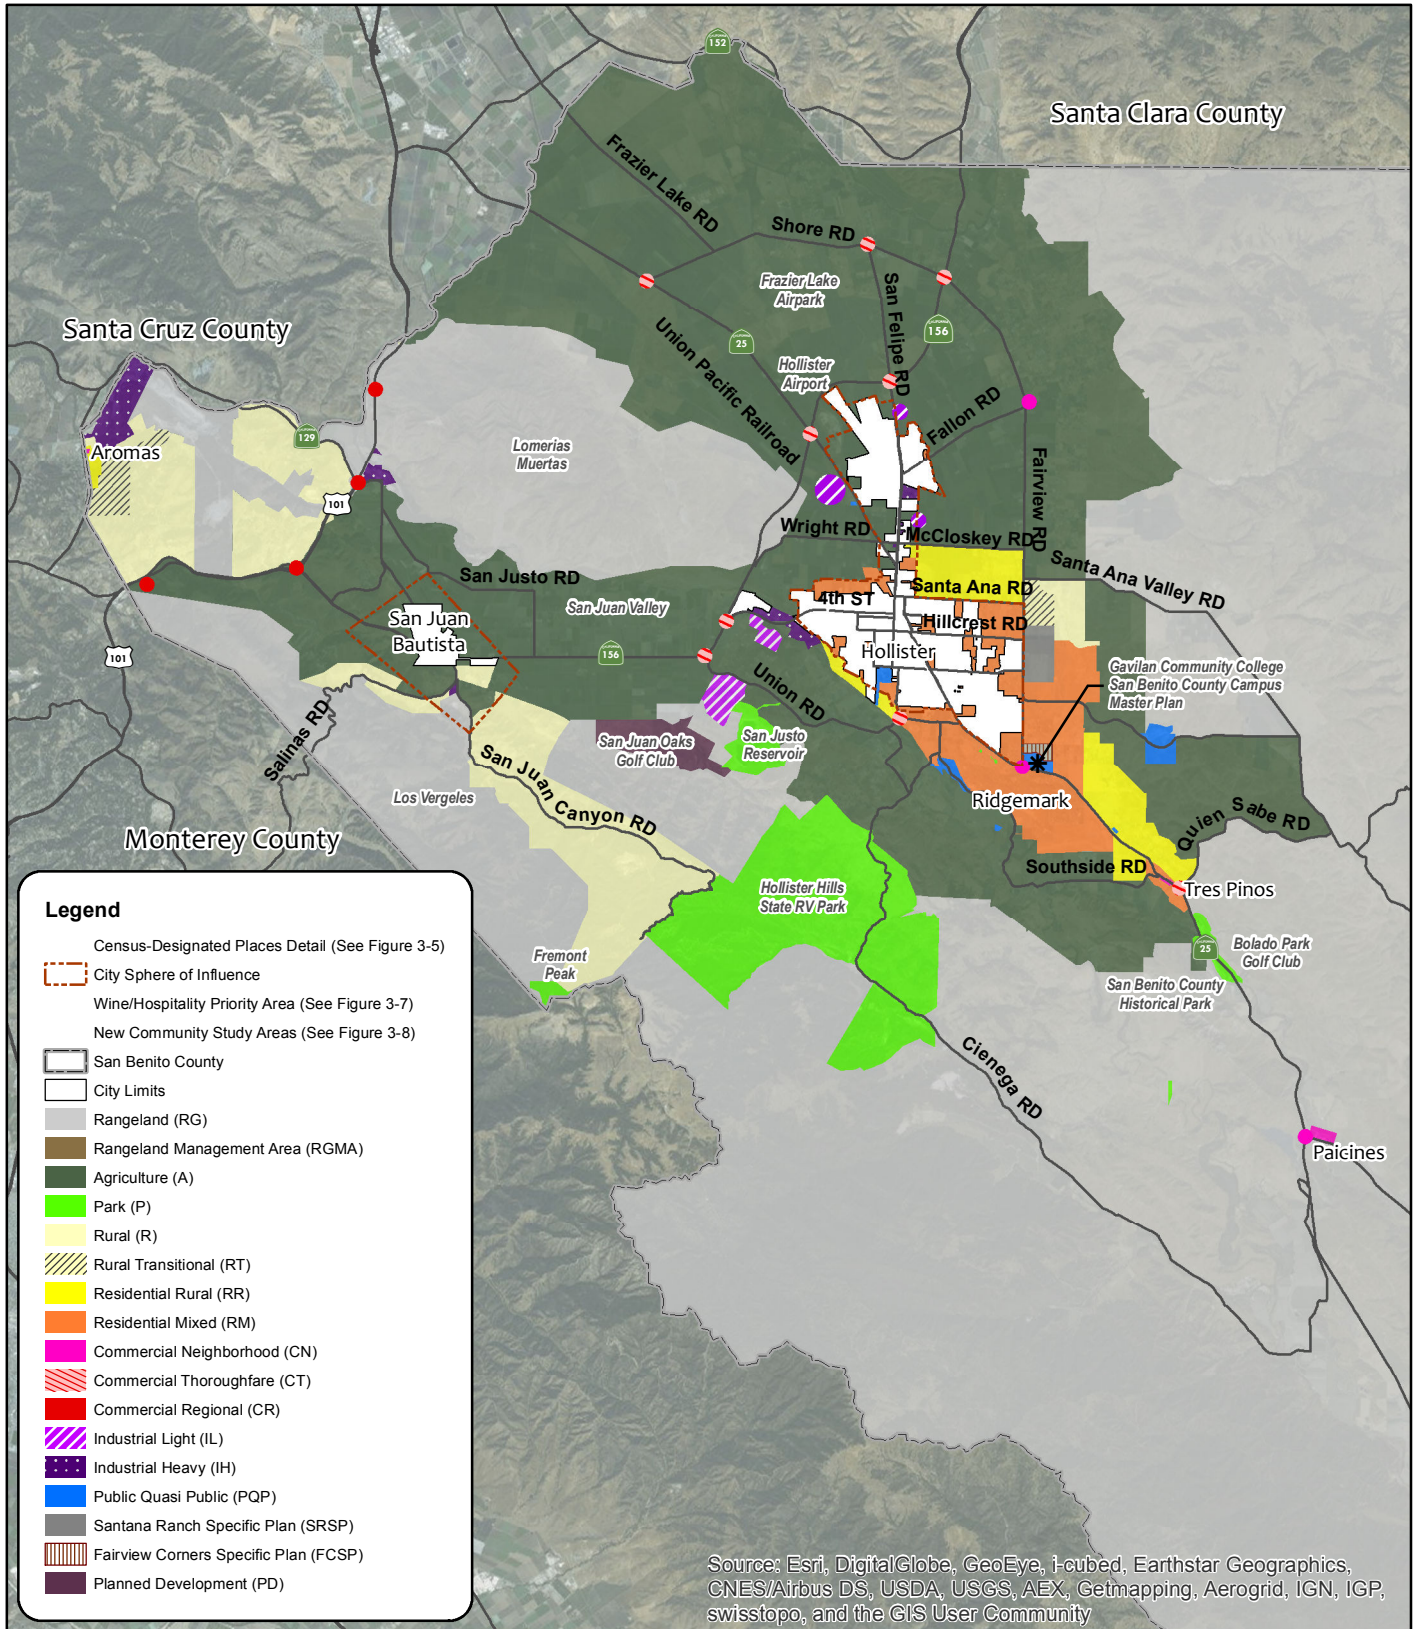 CALIFORNIA
152
Santa Clara County
Frazier Lake RD
Shore RD
Frazier Lake
Airpark
San Felipe RD
CALIFORNIA
156
Santa Cruz County
Union Pacific Railroad
CALIFORNIA
25
Hollister
Airport
Fallon RD
CALIFORNIA
129
Aromas
Lomerias
Muertas
Fairview RD
101
Wright RD
McCloskey RD
Santa Ana Valley RD
San Justo RD
Santa Ana RD
4th ST
San Juan Valley
San Juan
Bautista
Hillcrest RD
Hollister
101
CALIFORNIA
156
Gavilan Community College
San Benito County Campus
Master Plan
Union RD
Salinas RD
San Juan Oaks
Golf Club
San Justo
Reservoir
San Juan Canyon RD
Los Vergeles
Ridgemark
Quien Sabe RD
Monterey County
Southside RD
Tres Pinos
Hollister Hills
State RV Park
CALIFORNIA
25
Bolado Park
Golf Club
Fremont
Peak
San Benito County
Historical Park
Cienega RD
Paicines
Legend
Census-Designated Places Detail (See Figure 3-5)
City Sphere of Influence
Wine/Hospitality Priority Area (See Figure 3-7)
New Community Study Areas (See Figure 3-8)
San Benito County
City Limits
Rangeland (RG)
Rangeland Management Area (RGMA)
Agriculture (A)
Park (P)
Rural (R)
Rural Transitional (RT)
Residential Rural (RR)
Residential Mixed (RM)
Commercial Neighborhood (CN)
Commercial Thoroughfare (CT)
Commercial Regional (CR)
Industrial Light (IL)
Industrial Heavy (IH)
Public Quasi Public (PQP)
Santana Ranch Specific Plan (SRSP)
Fairview Corners Specific Plan (FCSP)
Planned Development (PD)
Source: Esri, DigitalGlobe, GeoEye, i-cubed, Earthstar Geographics,
CNES/Airbus DS, USDA, USGS, AEX, Getmapping, Aerogrid, IGN, IGP,
swisstopo, and the GIS User Community